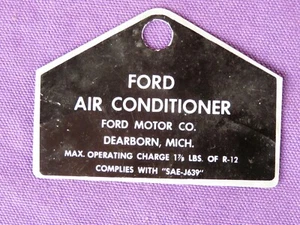 FORD
AIR CONDITIONER
FORD MOTOR CO.
DEARBORN, MICH.
MAX. OPERATING CHARGE 1⅞ LBS. OF R-12
COMPLIES WITH "SAE-J639"